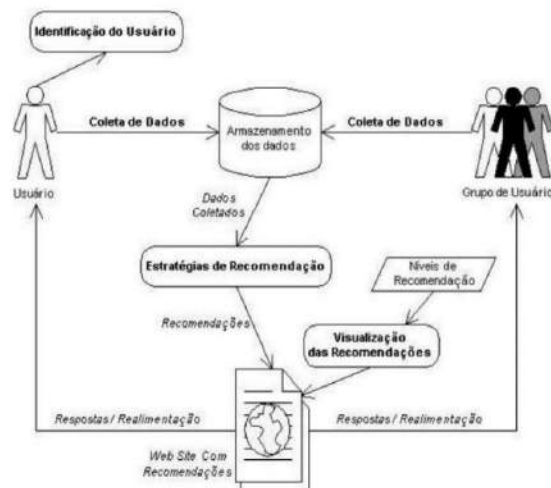 Identificação do Usuário
Coleta de Dados
Armazenamento
dos dados
Coleta de Dados
Usuário
Grupo de Usuário
Dados
Coletados
Estratégias de Recomendação
Níveis de
Recomendação
Recomendações
Visualização
das Recomendações
Respostas / Realimentação
Respostas / Realimentação
Web Site Com
Recomendações